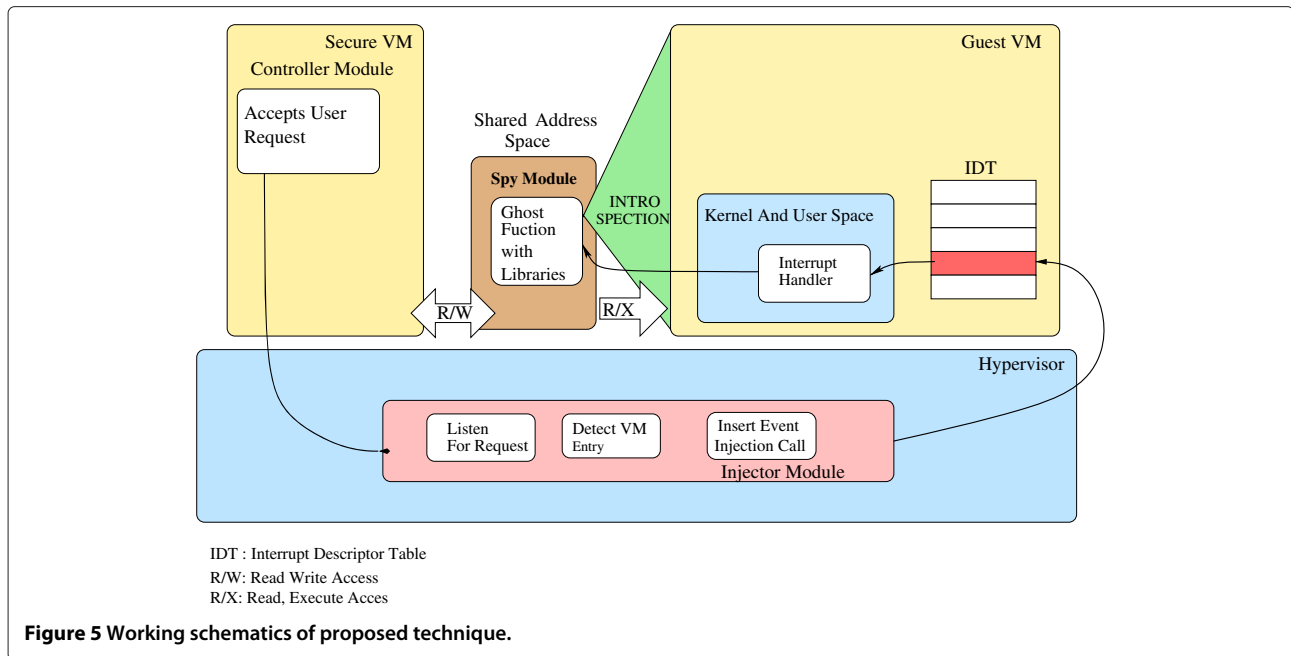 Secure VM
Controller Module
Accepts User
Request
Shared Address
Space
Spy Module
Ghost
Fuction
with
Libraries
INTRO
SPECTION
R/W
R/X
Guest VM
IDT
Kernel And User Space
Interrupt
Handler
Hypervisor
Listen
For Request
Detect VM
Entry
Insert Event
Injection Call
Injector Module
IDT : Interrupt Descriptor Table
R/W: Read Write Access
R/X: Read, Execute Acces
Figure 5 Working schematics of proposed technique.